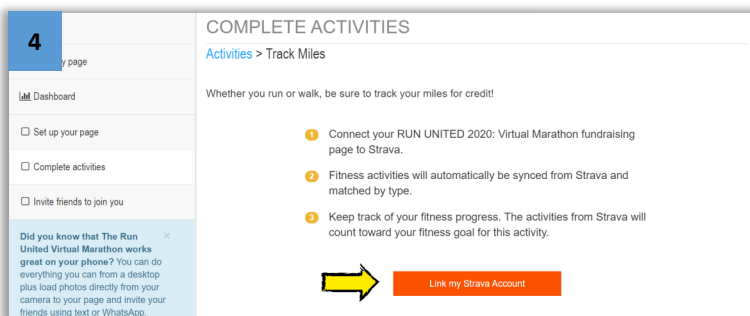 4
y page
Dashboard
Set up your page
Complete activities
Invite friends to join you
Did you know that The Run ×
United Virtual Marathon works
great on your phone? You can do
everything you can from a desktop
plus load photos directly from your
camera to your page and invite your
friends using text or WhatsApp.
COMPLETE ACTIVITIES
Activities > Track Miles
Whether you run or walk, be sure to track your miles for credit!
1 Connect your RUN UNITED 2020: Virtual Marathon fundraising
page to Strava.
2 Fitness activities will automatically be synced from Strava and
matched by type.
3 Keep track of your fitness progress. The activities from Strava will
count toward your fitness goal for this activity.
Link my Strava Account